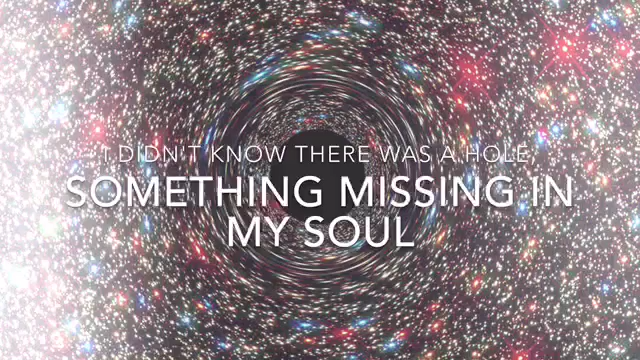 I DIDN'T KNOW THERE WAS A HOLE,
SOMETHING MISSING IN
MY SOUL